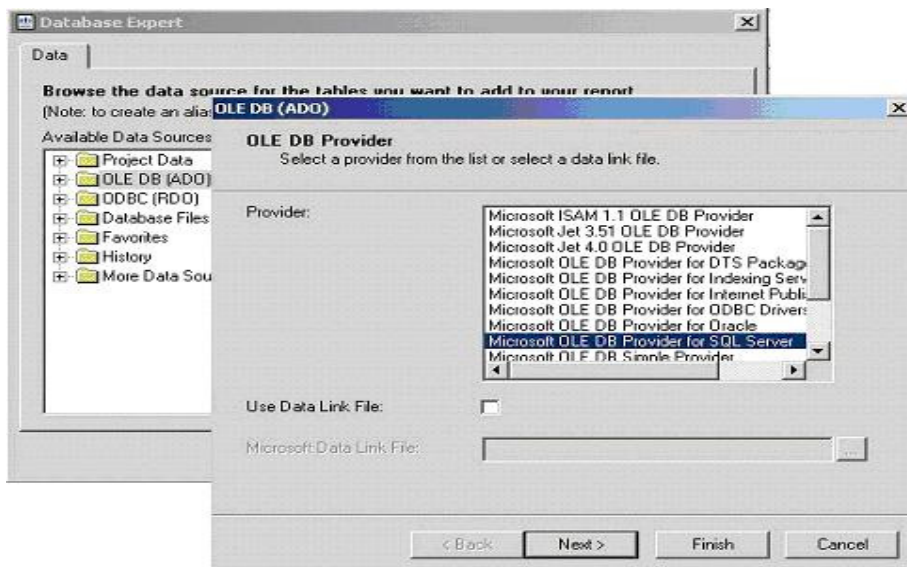 Database Expert
Data
Browse the data source for the tables you want to add to your report
(Note: to create an alia
Available Data Sources
Project Data
OLE DB (ADO)
ODBC (RDO)
Database Files
Favorites
History
More Data Sou
OLE DB (ADO)
OLE DB Provider
Select a provider from the list or select a data link file.
Provider:
Microsoft ISAM 1.1 OLE DB Provider
Microsoft Jet 3.51 OLE DB Provider
Microsoft Jet 4.0 OLE DB Provider
Microsoft OLE DB Provider for DTS Packag
Microsoft OLE DB Provider for Indexing Serv
Microsoft OLE DB Provider for Internet Publis
Microsoft OLE DB Provider for ODBC Drivers
Microsoft OLE DB Provider for Oracle
Microsoft OLE DB Provider for SQL Server
Microsoft OLE DB Simple Provider
Use Data Link File:
Microsoft Data Link File:
...
< Back
Next >
Finish
Cancel